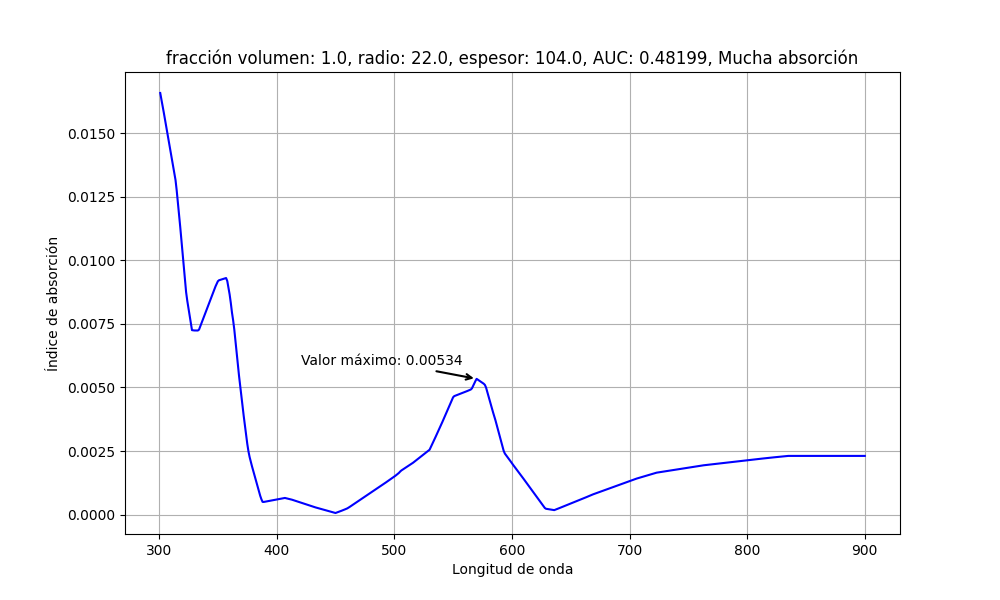 fracción volumen: 1.0, radio: 22.0, espesor: 104.0, AUC: 0.48199, Mucha absorción
Índice de absorción
0.0150
0.0125
0.0100
0.0075
0.0050
0.0025
0.0000
Valor máximo: 0.00534
300 400 500 600 700 800 900
Longitud de onda